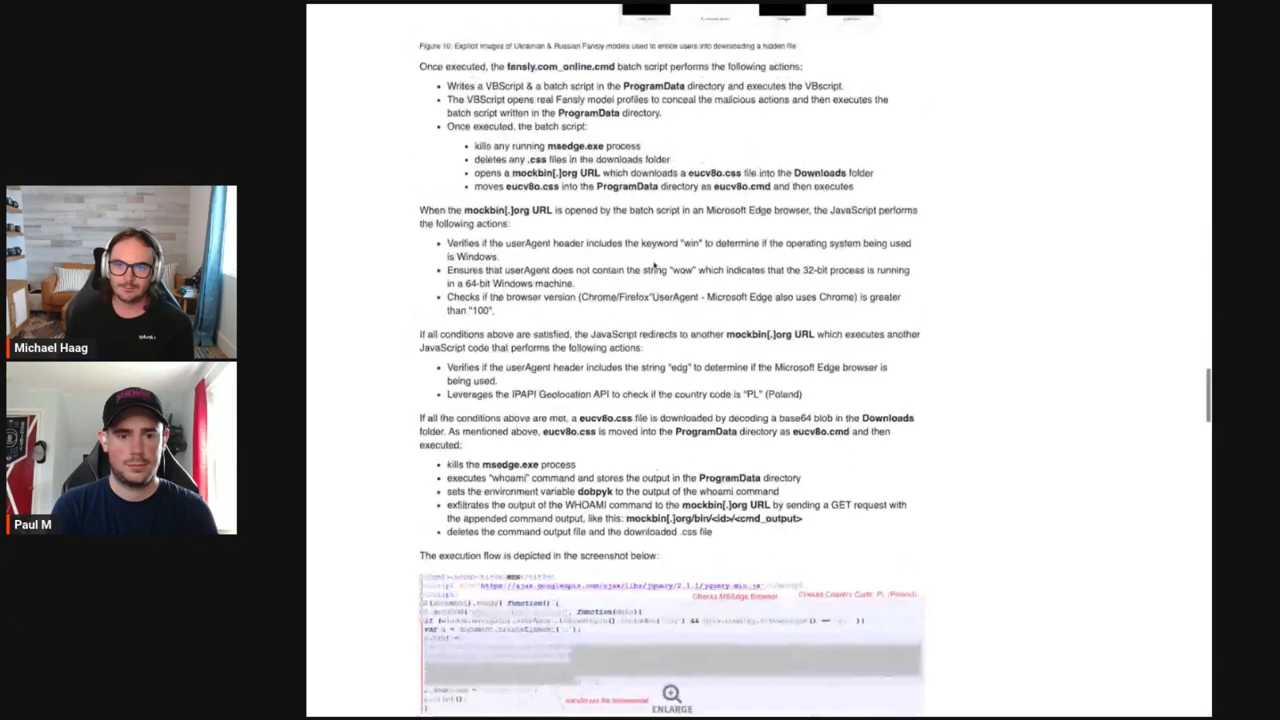 Figure 10: Explicit images of Ukrainian & Russian Fansly models used to entice users into downloading a hidden file
Once executed, the fansly.com_online.cmd batch script performs the following actions:
Writes a VBScript & a batch script in the ProgramData directory and executes the VBscript.
The VBScript opens real Fansly model profiles to conceal the malicious actions and then executes the
batch script written in the ProgramData directory.
Once executed, the batch script:
kills any running msedge.exe process
deletes any .css files in the downloads folder
opens a mockbin[.]org URL which downloads a eucv8o.css file into the Downloads folder
moves eucv8o.css into the ProgramData directory as eucv8o.cmd and then executes
When the mockbin[.]org URL is opened by the batch script in an Microsoft Edge browser, the JavaScript performs
the following actions:
Verifies if the userAgent header includes the keyword "win" to determine if the operating system being used
is Windows.
Ensures that userAgent does not contain the string "wow" which indicates that the 32-bit process is running
in a 64-bit Windows machine.
Checks if the browser version (Chrome/Firefox"UserAgent - Microsoft Edge also uses Chrome) is greater
than "100".
If all conditions above are satisfied, the JavaScript redirects to another mockbin[.]org URL which executes another
JavaScript code that performs the following actions:
Verifies if the userAgent header includes the string "edg" to determine if the Microsoft Edge browser is
being used.
Leverages the IPAPI Geolocation API to check if the country code is "PL" (Poland)
If all the conditions above are met, a eucv8o.css file is downloaded by decoding a base64 blob in the Downloads
folder. As mentioned above, eucv8o.css is moved into the ProgramData directory as eucv8o.cmd and then
executed:
kills the msedge.exe process
executes "whoami" command and stores the output in the ProgramData directory
sets the environment variable dobpyk to the output of the whoami command
exfiltrates the output of the WHOAMI command to the mockbin[.]org URL by sending a GET request with
the appended command output, like this: mockbin[.]org/bin/<id>/<cmd_output>
deletes the command output file and the downloaded .css file
The execution flow is depicted in the screenshot below:
"https://ajax.googleapis.com/ajax/libs/jquery/2.1.1/jquery.min.js"
Checks MSEdge Browser
Checks Country Code: PL (Poland)
ENLARGE
Michael Haag
Paul M